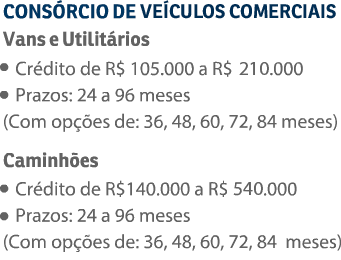 CONSÓRCIO DE VEÍCULOS COMERCIAIS
Vans e Utilitários
• Crédito de R$ 105.000 a R$ 210.000
• Prazos: 24 a 96 meses
(Com opções de: 36, 48, 60, 72, 84 meses)
Caminhões
• Crédito de R$140.000 a R$ 540.000
• Prazos: 24 a 96 meses
(Com opções de: 36, 48, 60, 72, 84 meses)